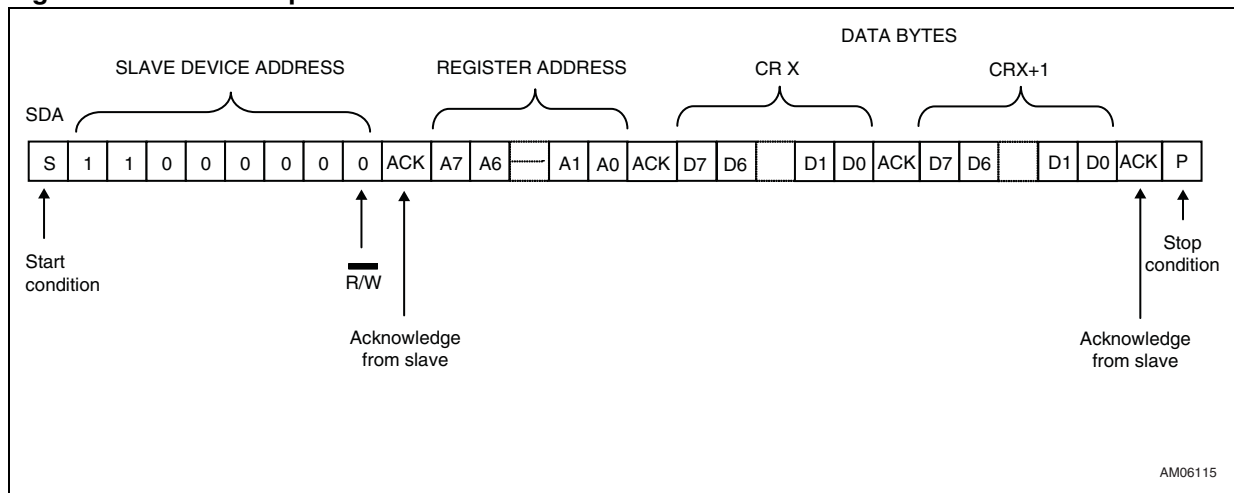 DATA BYTES
SLAVE DEVICE ADDRESS REGISTER ADDRESS CR X CRX+1
SDA
S 1 1 0 0 0 0 0 0 ACK A7 A6 A1 A0 ACK D7 D6 D1 D0 ACK D7 D6 D1 D0 ACK P
Start
condition
R/W
Acknowledge
from slave
Stop
condition
Acknowledge
from slave
AM06115